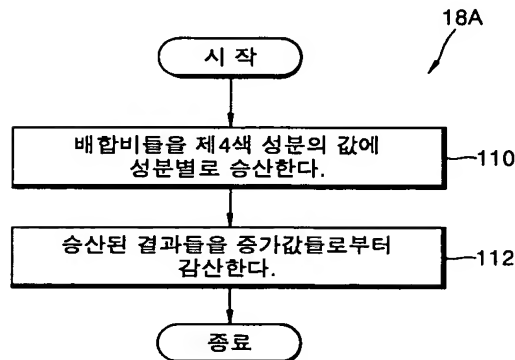 18A
시 작
배합비들을 제4색 성분의 값에
성분별로 승산한다.
110
승산된 결과들을 증가값들로부터
감산한다.
112
종료